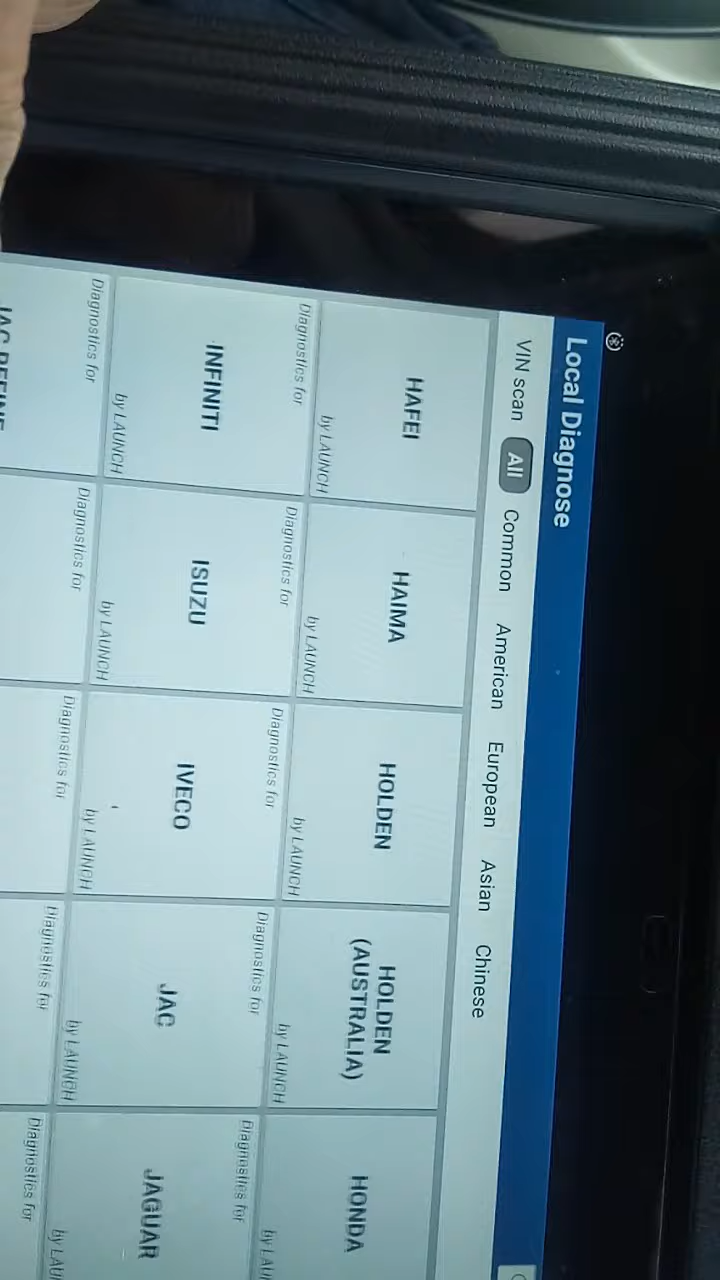 Local Diagnose
VIN scan All Common American European Asian Chinese
HAFEI HAIMA HOLDEN HOLDEN HONDA
(AUSTRALIA)
by LAUNCH by LAUNCH by LAUNCH by LAUNCH
Diagnostics for Diagnostics for Diagnostics for Diagnostics for Diagnostics for
INFINITI ISUZU IVECO JAC JAGUAR
by LAUNCH by LAUNCH by LAUNCH by LAUNCH
Diagnostics for Diagnostics for Diagnostics for Diagnostics for Diagnostics for